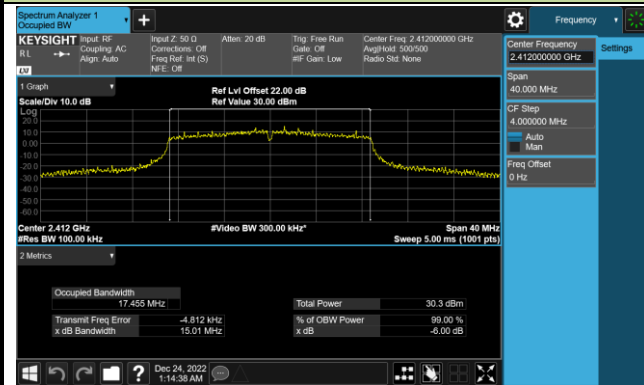 Spectrum Analyzer 1
Occupied BW
Frequency
KEYSIGHT
RL
LXI
Input: RF
Coupling: AC
Align: Auto
Input Z: 50 Ω
Corrections: Off
Freq Ref: Int (S)
NFE: Off
Atten: 20 dB
Trig: Free Run
Gate: Off
#IF Gain: Low
Center Freq: 2.412000000 GHz
Avg|Hold: 500/500
Radio Std: None
Center Frequency
2.412000000 GHz
Settings
Span
40.000 MHz
CF Step
4.000000 MHz
Auto
Man
Freq Offset
0 Hz
1 Graph
Scale/Div 10.0 dB
Ref Lvl Offset 22.00 dB
Ref Value 30.00 dBm
Log
20.0
10.0
0.00
-10.0
-20.0
-30.0
-40.0
-50.0
-60.0
Center 2.412 GHz
#Res BW 100.00 kHz
#Video BW 300.00 kHz*
Span 40 MHz
Sweep 5.00 ms (1001 pts)
2 Metrics
Occupied Bandwidth
17.455 MHz
Total Power 30.3 dBm
Transmit Freq Error -4.812 kHz
% of OBW Power 99.00 %
x dB Bandwidth 15.01 MHz
x dB -6.00 dB
Dec 24, 2022
1:14:38 AM